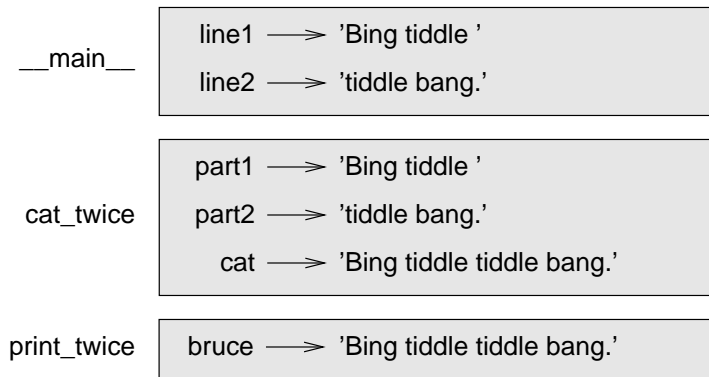 __main__
line1 ’Bing tiddle ’
line2 ’tiddle bang.’
cat_twice
part1 ’Bing tiddle ’
part2 ’tiddle bang.’
cat ’Bing tiddle tiddle bang.’
print_twice
bruce ’Bing tiddle tiddle bang.’